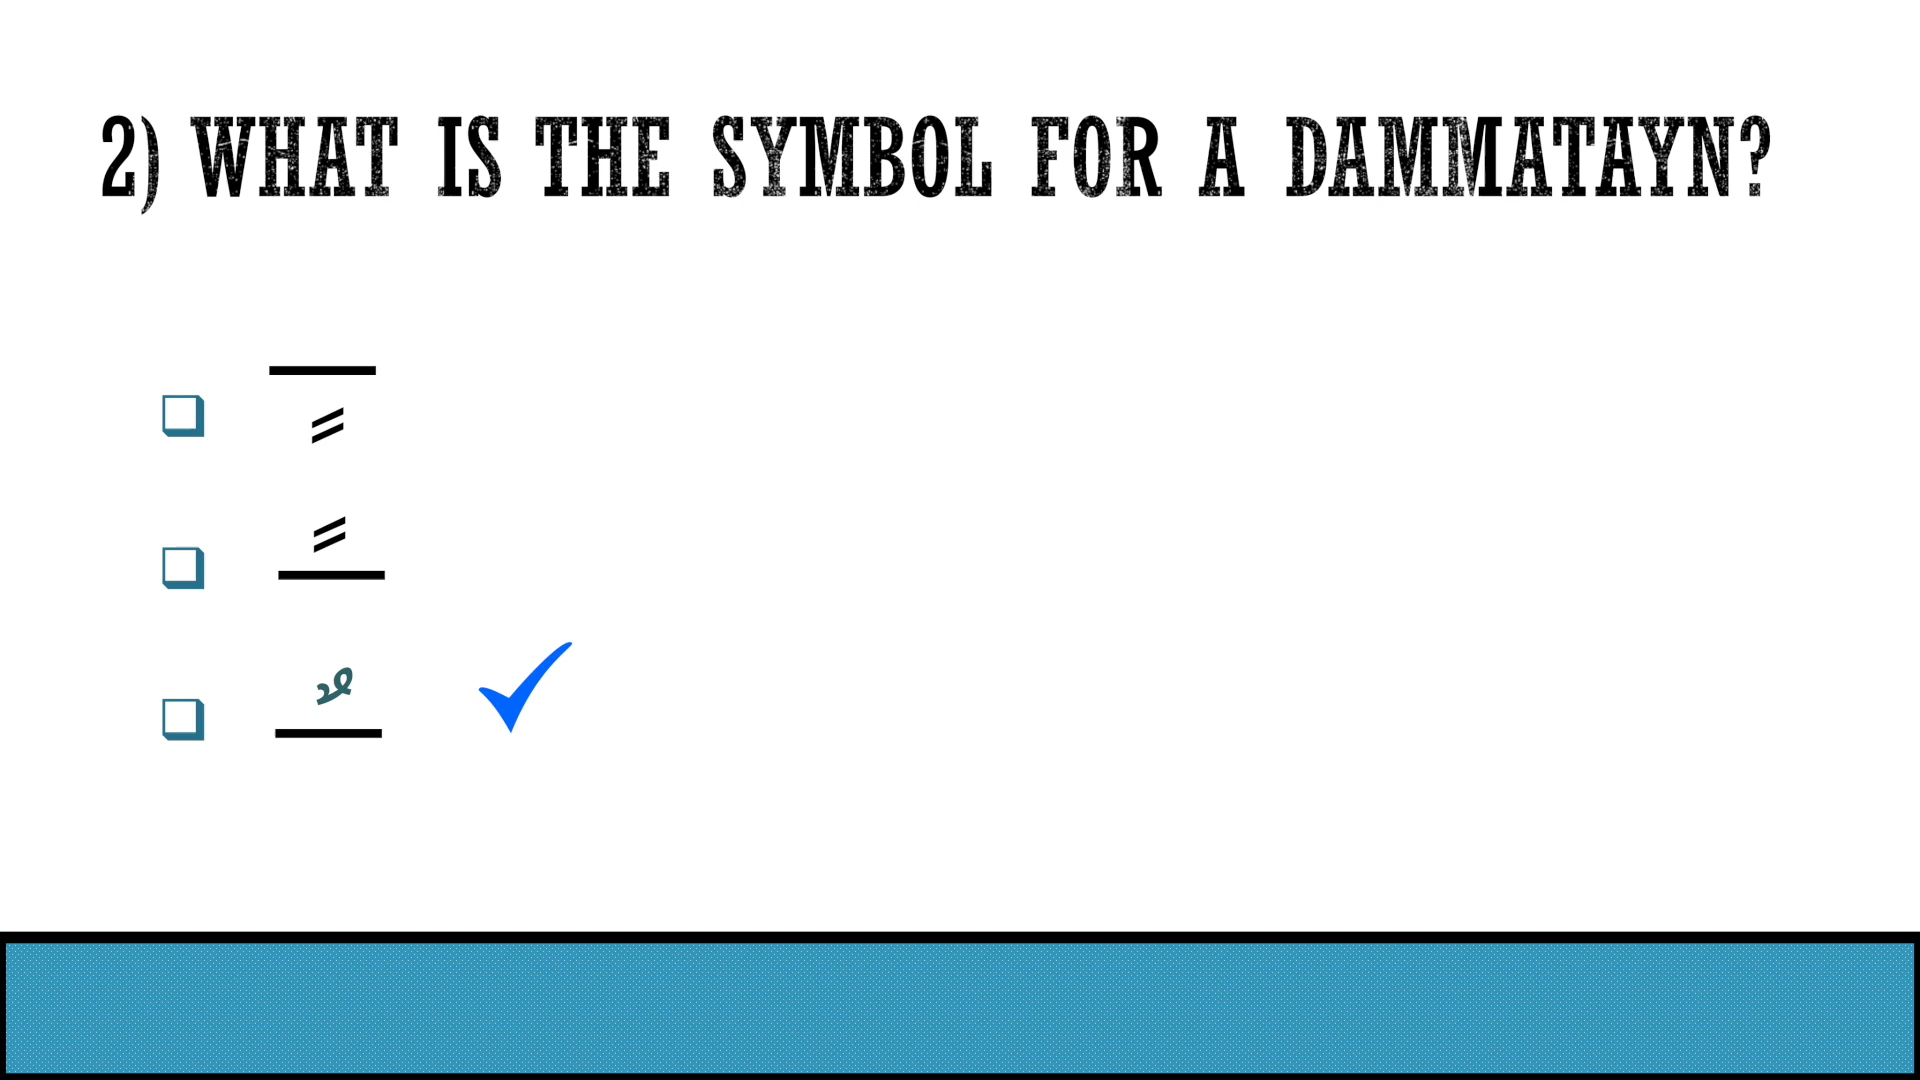 2) WHAT IS THE SYMBOL FOR A DAMMATAYN?
ٍ
ً
ٌ